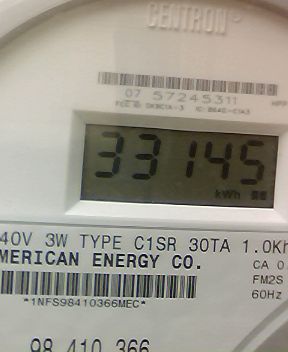 CENTRON
07 57245311
33145
kWh
40V 3W TYPE C1SR 30TA 1.0Kh
MERICAN ENERGY CO.
CA 0.
FM2S
60Hz
*1NFS98410366MEC*
98 410 366